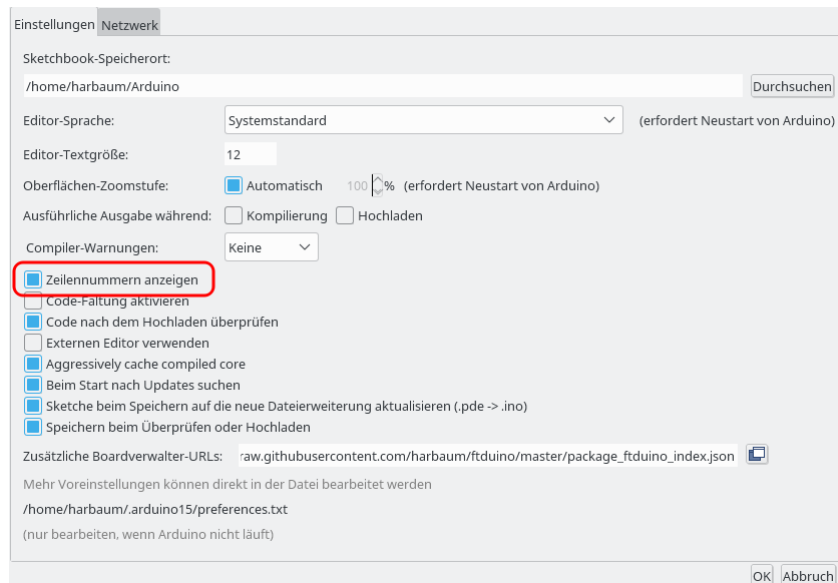 Einstellungen Netzwerk
Sketchbook-Speicherort:
/home/harbaum/Arduino Durchsuchen
Editor-Sprache: Systemstandard (erfordert Neustart von Arduino)
Editor-Textgröße: 12
Oberflächen-Zoomstufe: Automatisch 100 % (erfordert Neustart von Arduino)
Ausführliche Ausgabe während: Kompilierung Hochladen
Compiler-Warnungen: Keine
Zeilennummern anzeigen
Code-Faltung aktivieren
Code nach dem Hochladen überprüfen
Externen Editor verwenden
Aggressively cache compiled core
Beim Start nach Updates suchen
Sketche beim Speichern auf die neue Dateierweiterung aktualisieren (.pde -> .ino)
Speichern beim Überprüfen oder Hochladen
Zusätzliche Boardverwalter-URLs: raw.githubusercontent.com/harbaum/ftduino/master/package_ftduino_index.json
Mehr Voreinstellungen können direkt in der Datei bearbeitet werden
/home/harbaum/.arduino15/preferences.txt
(nur bearbeiten, wenn Arduino nicht läuft)
OK Abbruch